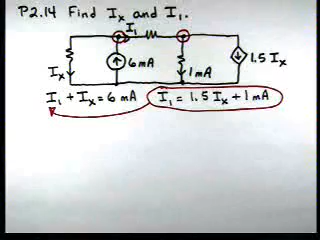 P2.14 Find Ix and I1.
I1
Ix 6mA 1mA 1.5 Ix
I1 + Ix = 6 mA I1 = 1.5 Ix + 1 mA